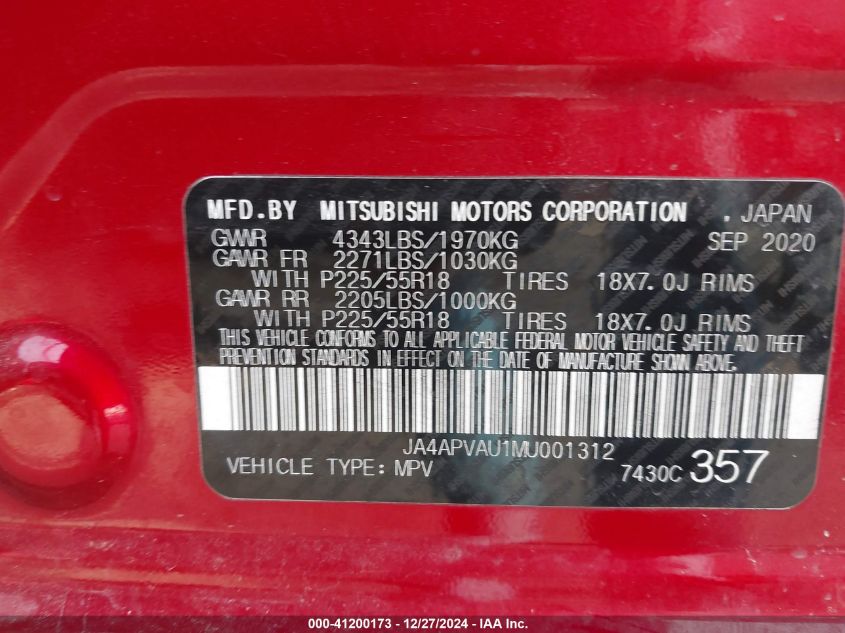 MFD.BY MITSUBISHI MOTORS CORPORATION . JAPAN
GVWR 4343LBS/1970KG SEP 2020
GAWR FR 2271LBS/1030KG
WITH P225/55R18 TIRES 18X7.0J RIMS
GAWR RR 2205LBS/1000KG
WITH P225/55R18 TIRES 18X7.0J RIMS
THIS VEHICLE CONFORMS TO ALL APPLICABLE FEDERAL MOTOR VEHICLE SAFETY AND THEFT
PREVENTION STANDARDS IN EFFECT ON THE DATE OF MANUFACTURE SHOWN ABOVE.
JA4APVAU1MU001312
VEHICLE TYPE: MPV 7430C 357
000-41200173 - 12/27/2024 - IAA Inc.